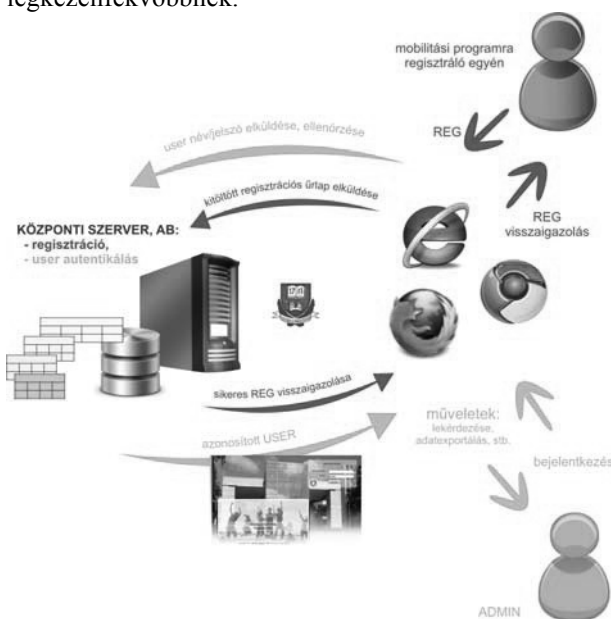 legkézenfekvőbbnek.
mobilitási programra
regisztráló egyén
REG
user név/jelszó elküldése, ellenőrzése
kitöltött regisztrációs űrlap elküldése
REG
visszaigazolás
KÖZPONTI SZERVER, AB:
- regisztráció,
- user autentikálás
sikeres REG visszaigazolása
azonosított USER
műveletek:
lekérdezése,
adatexportálás, stb.
bejelentkezés
ADMIN